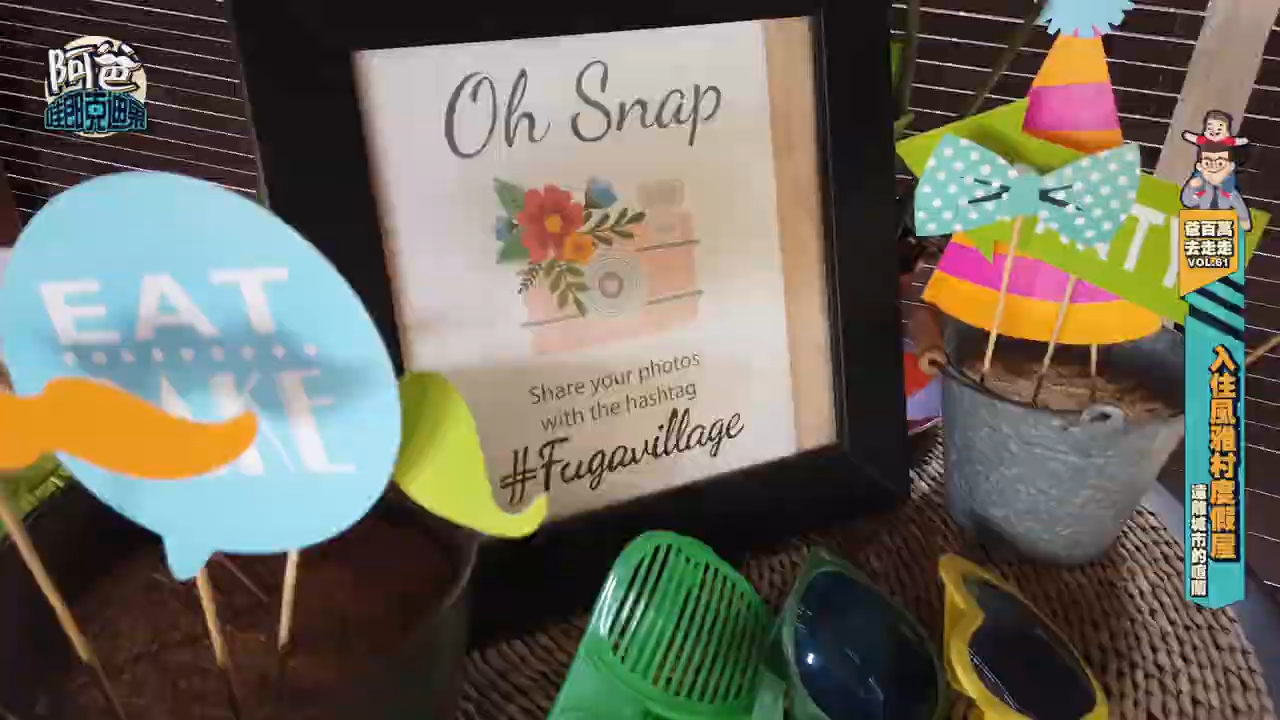 阿爸
Oh Snap
Share your photos
with the hashtag
#Fugavillage
EAT
爸百萬
去走走
VOL.61
入住風雅村度假屋
遠離城市的喧鬧